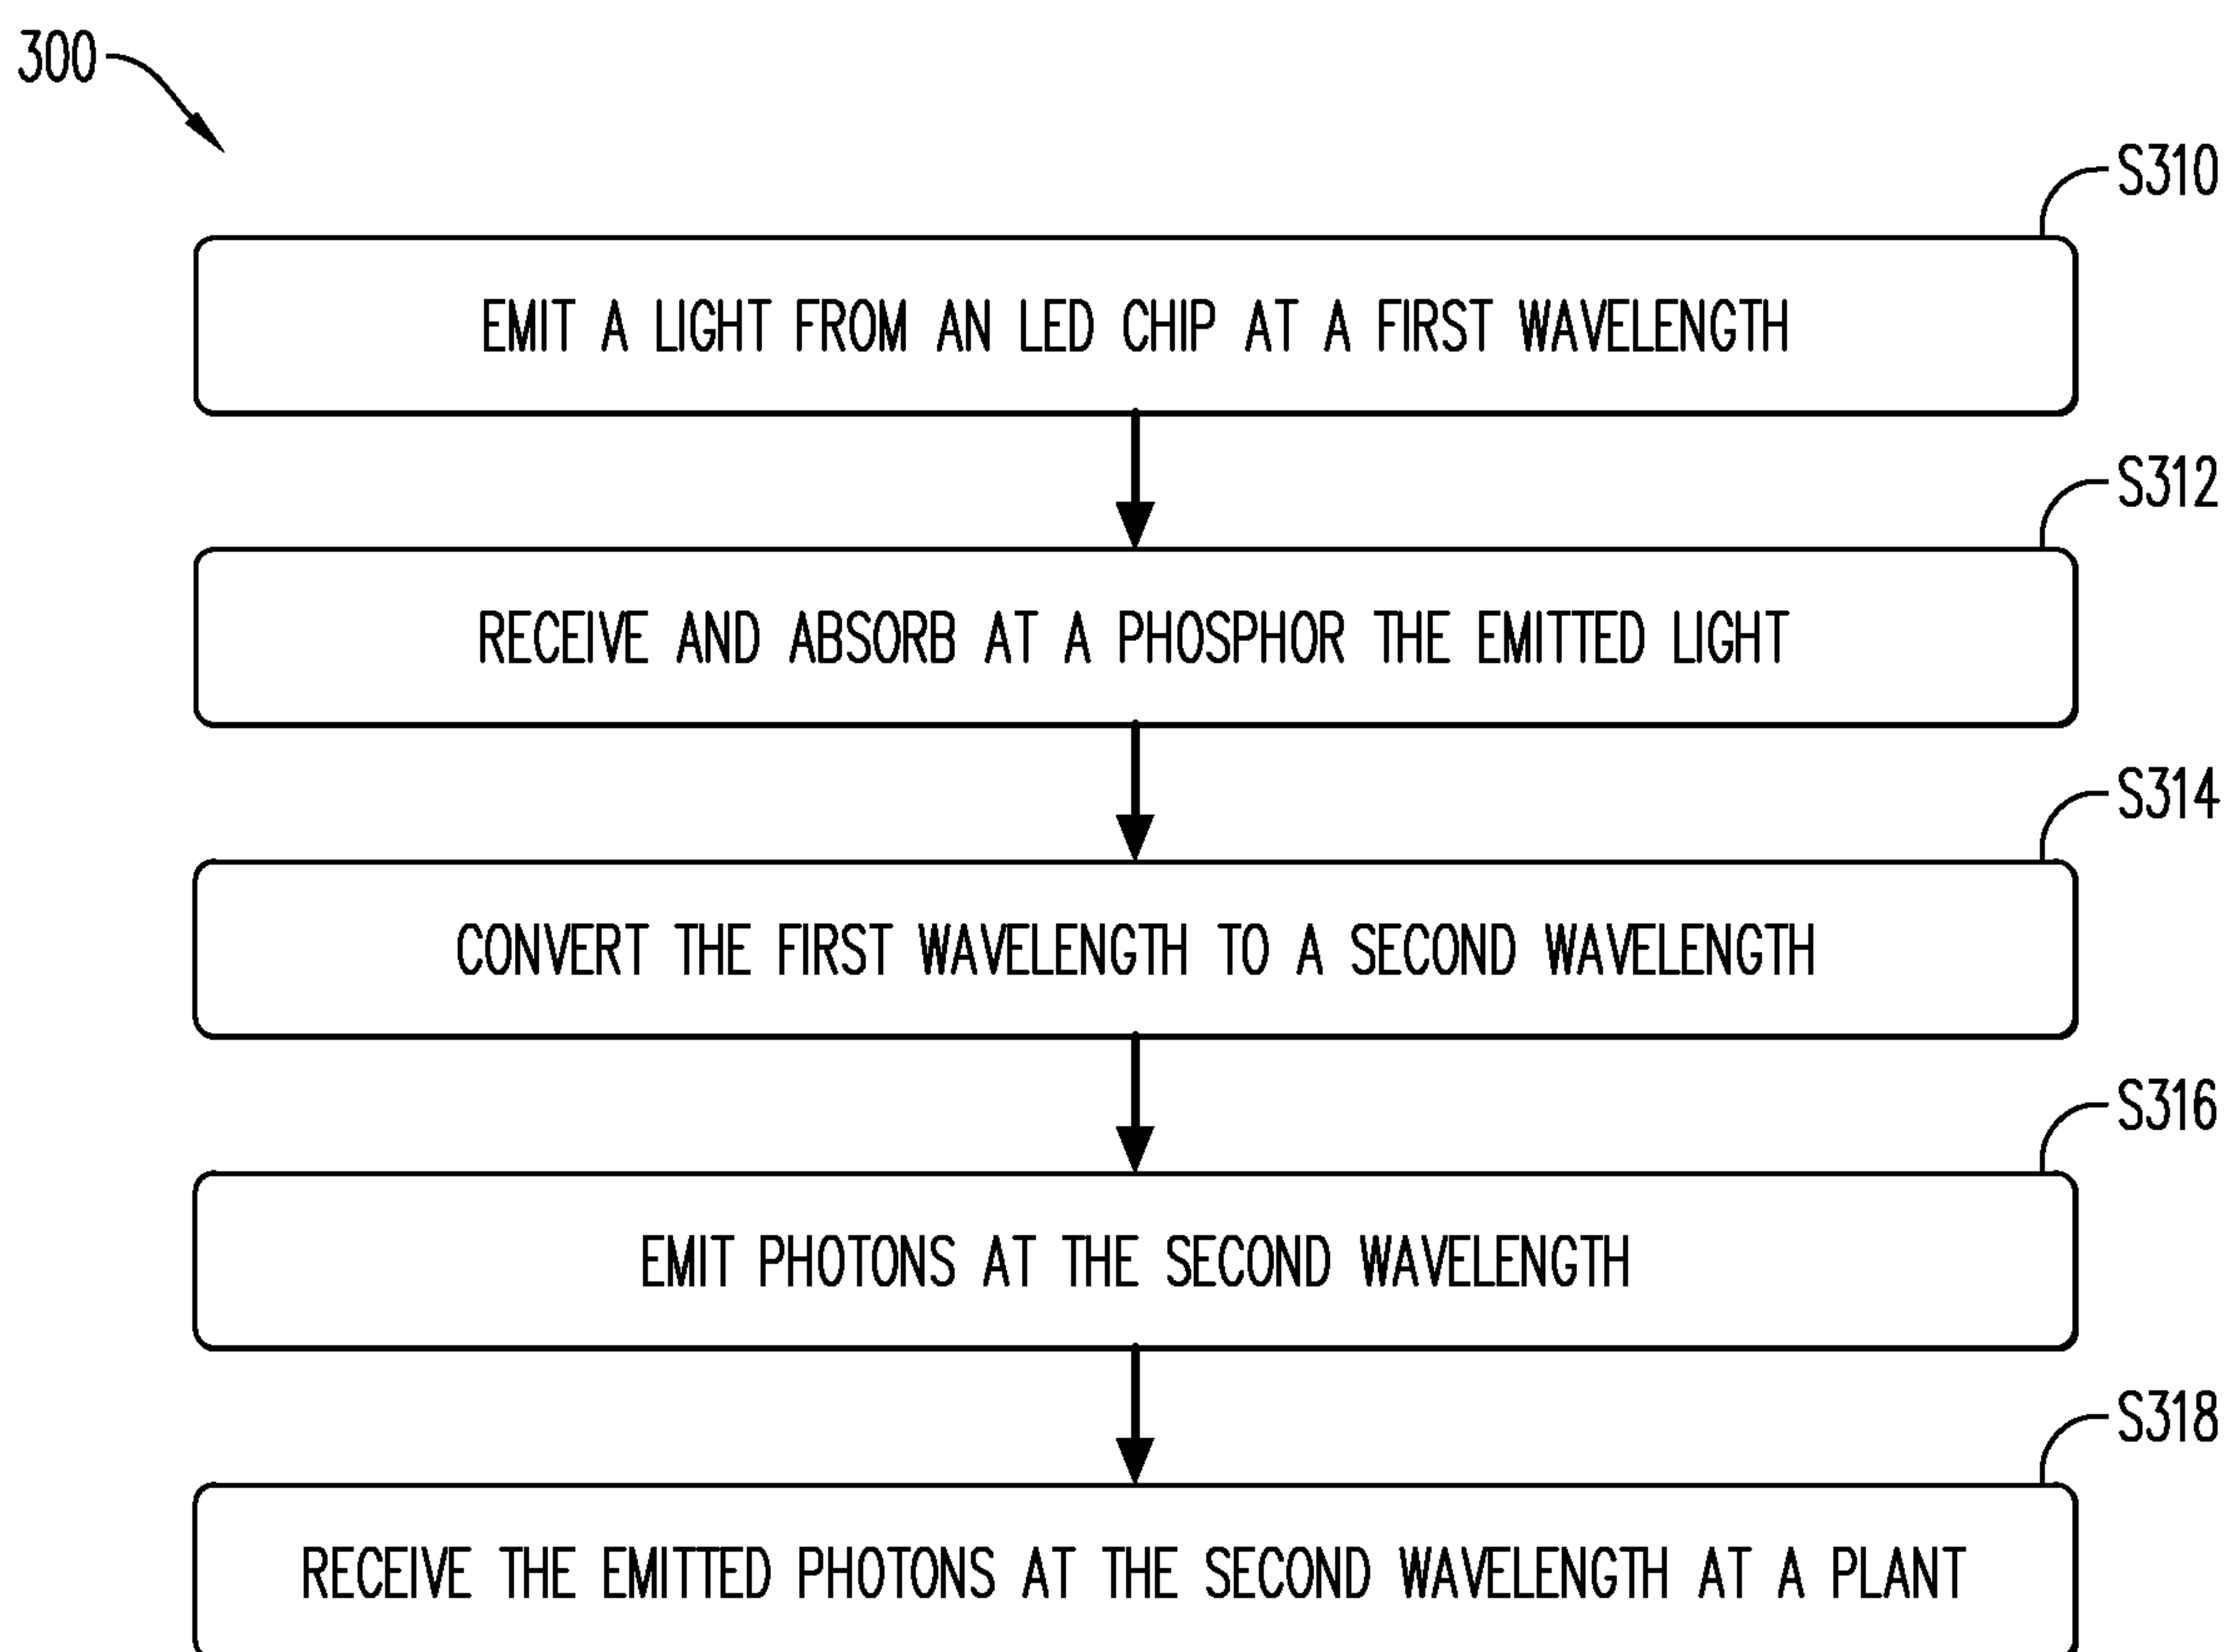 300
S310
EMIT A LIGHT FROM AN LED CHIP AT A FIRST WAVELENGTH
S312
RECEIVE AND ABSORB AT A PHOSPHOR THE EMITTED LIGHT
S314
CONVERT THE FIRST WAVELENGTH TO A SECOND WAVELENGTH
S316
EMIT PHOTONS AT THE SECOND WAVELENGTH
S318
RECEIVE THE EMITTED PHOTONS AT THE SECOND WAVELENGTH AT A PLANT